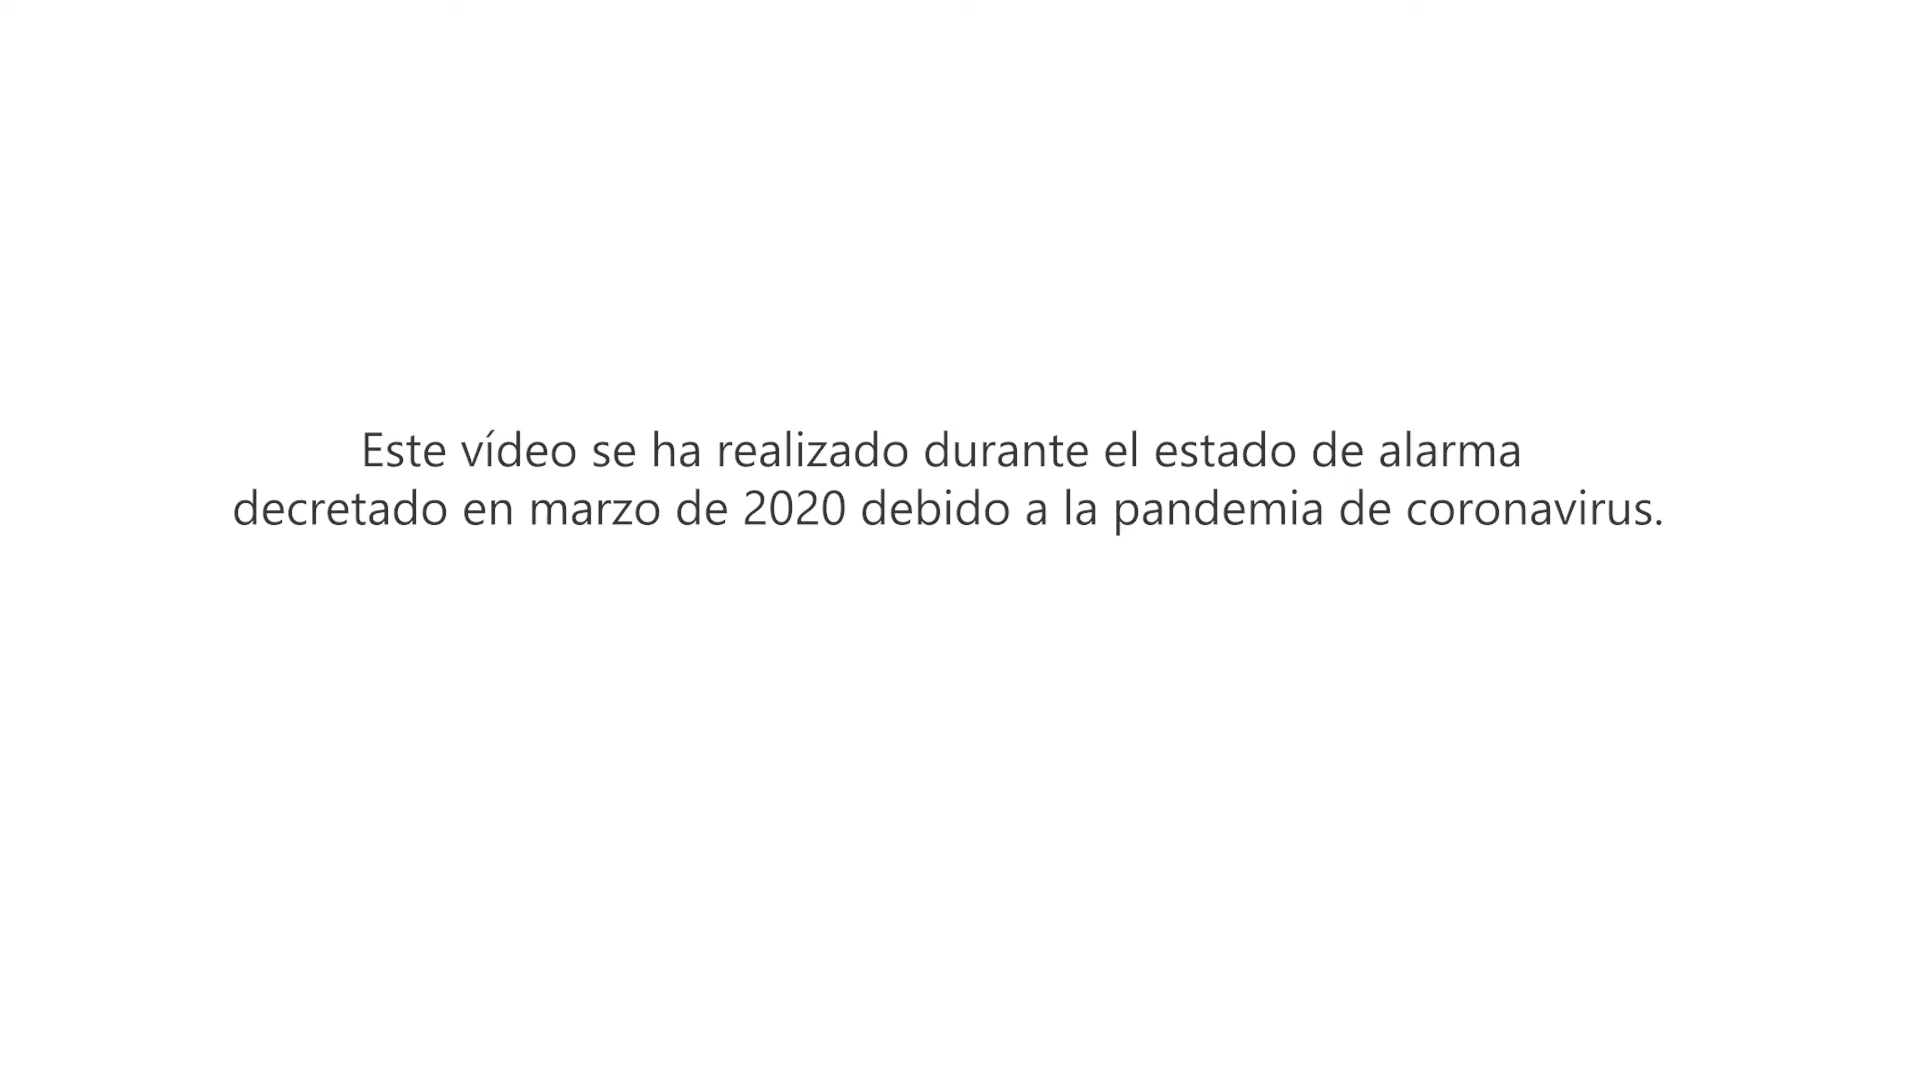 Este vídeo se ha realizado durante el estado de alarma
decretado en marzo de 2020 debido a la pandemia de coronavirus.